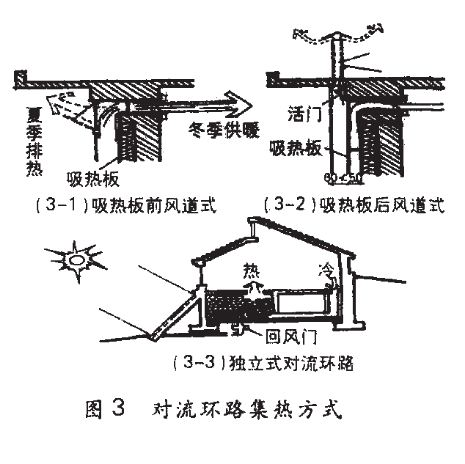 夏季排热
冬季供暖
吸热板
(3-1)吸热板前风道式
活门
吸热板
60~50
(3-2)吸热板后风道式
热
冷
回风门
(3-3)独立式对流环路
图3 对流环路集热方式